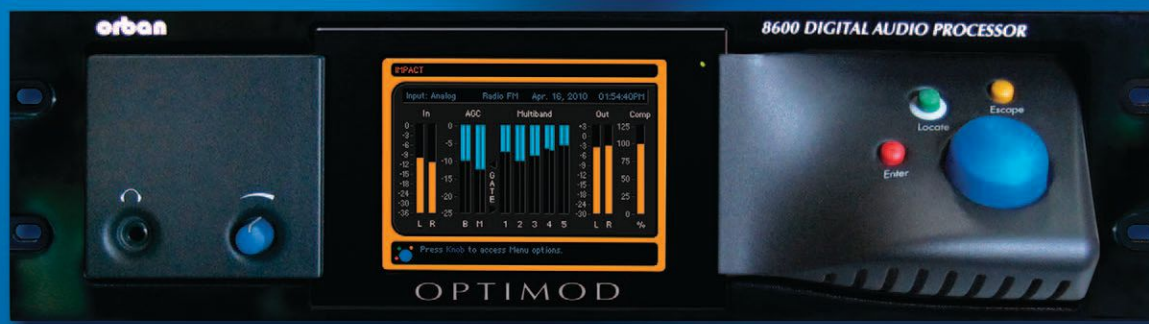 orban
8600 DIGITAL AUDIO PROCESSOR
IMPACT
Input: Analog Radio FM Apr. 16, 2010 01:54:40PM
In AGC Multiband Out Comp
0 0 +3 125
-3 0
-6 -5 -3 100
-9 -6
-12 -10 -9 75
-15 -12
-18 -15 -15 50
-24 -20 -18 25
-30 -24
-36 -25 -30 0
GATE
L R B M 1 2 3 4 5 L R %
Press Knob to access Menu options.
OPTIMOD
Locate
Escape
Enter